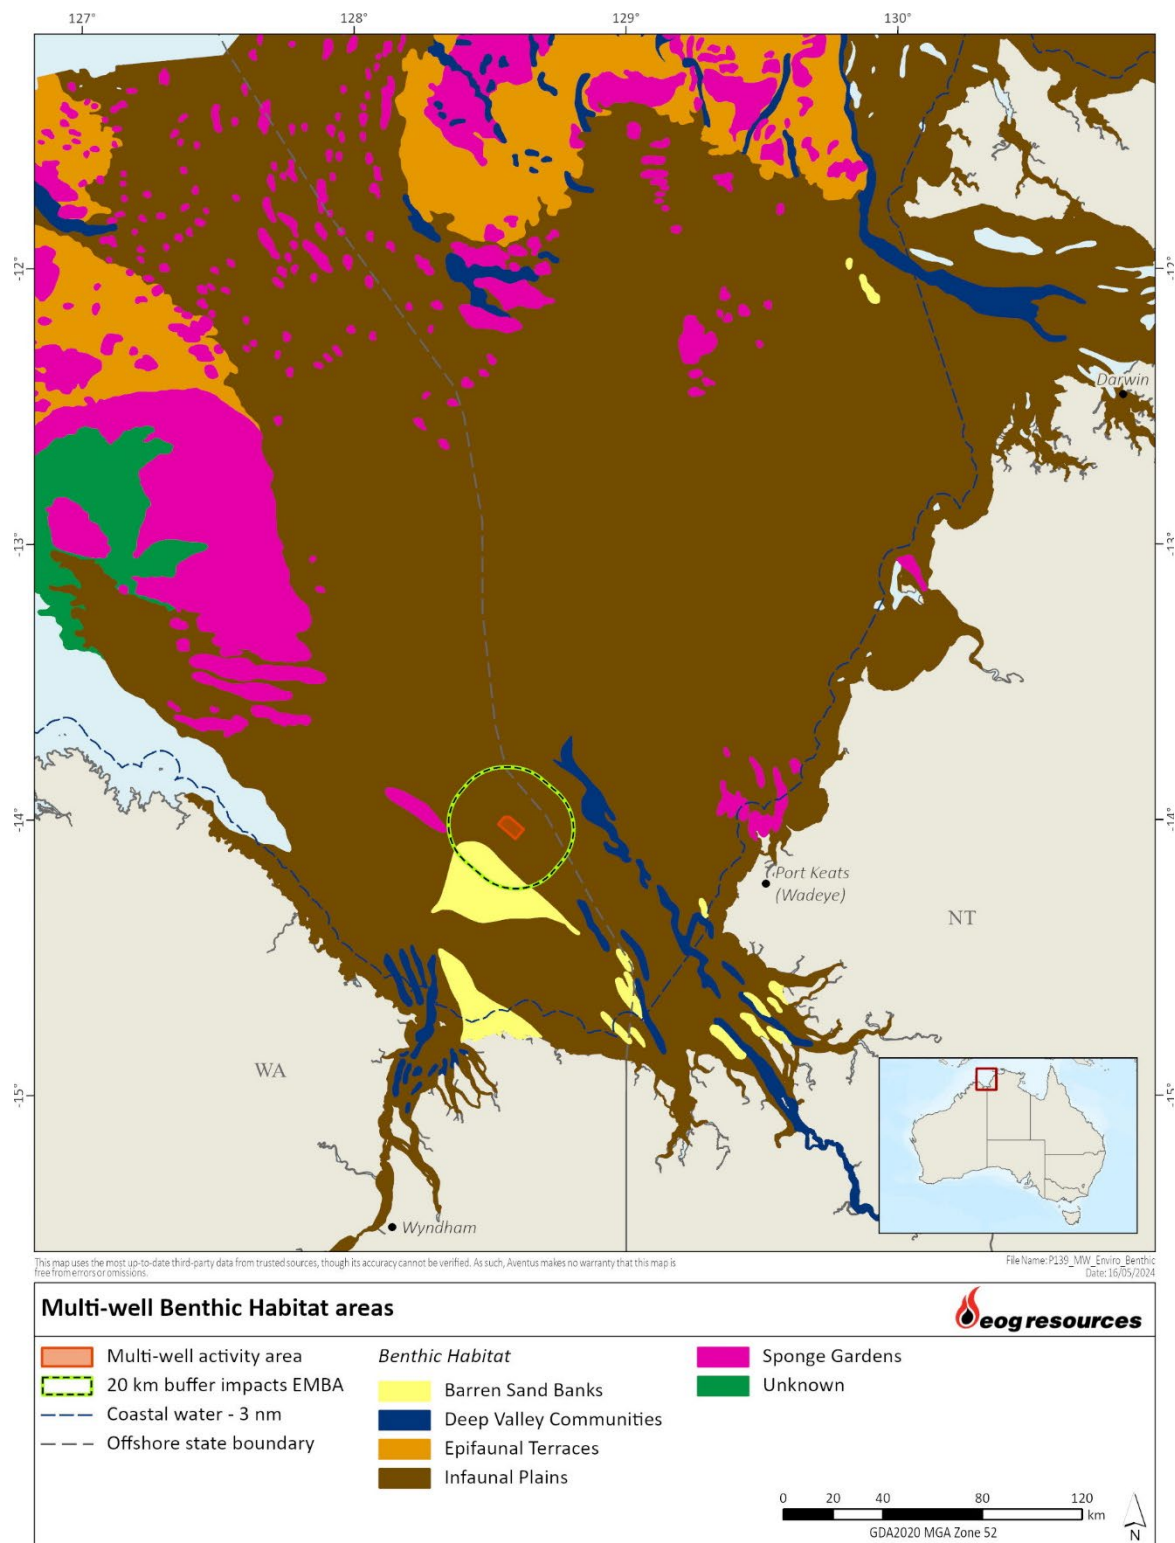 127° 128° 129° 130°
-12° -12°
Darwin
-13° -13°
-14° -14°
Port Keats
(Wadeye)
NT
WA
-15° -15°
Wyndham
This map uses the most up-to-date third-party data from trusted sources, though its accuracy cannot be verified. As such, Aventus makes no warranty that this map is
free from errors or omissions.
File Name: P139_MW_Enviro_Benthic
Date: 16/05/2024
Multi-well Benthic Habitat areas
eog resources
Multi-well activity area
20 km buffer impacts EMBA
Coastal water - 3 nm
Offshore state boundary
Benthic Habitat
Barren Sand Banks
Deep Valley Communities
Epifaunal Terraces
Infaunal Plains
Sponge Gardens
Unknown
0 20 40 80 120
km
GDA2020 MGA Zone 52
N